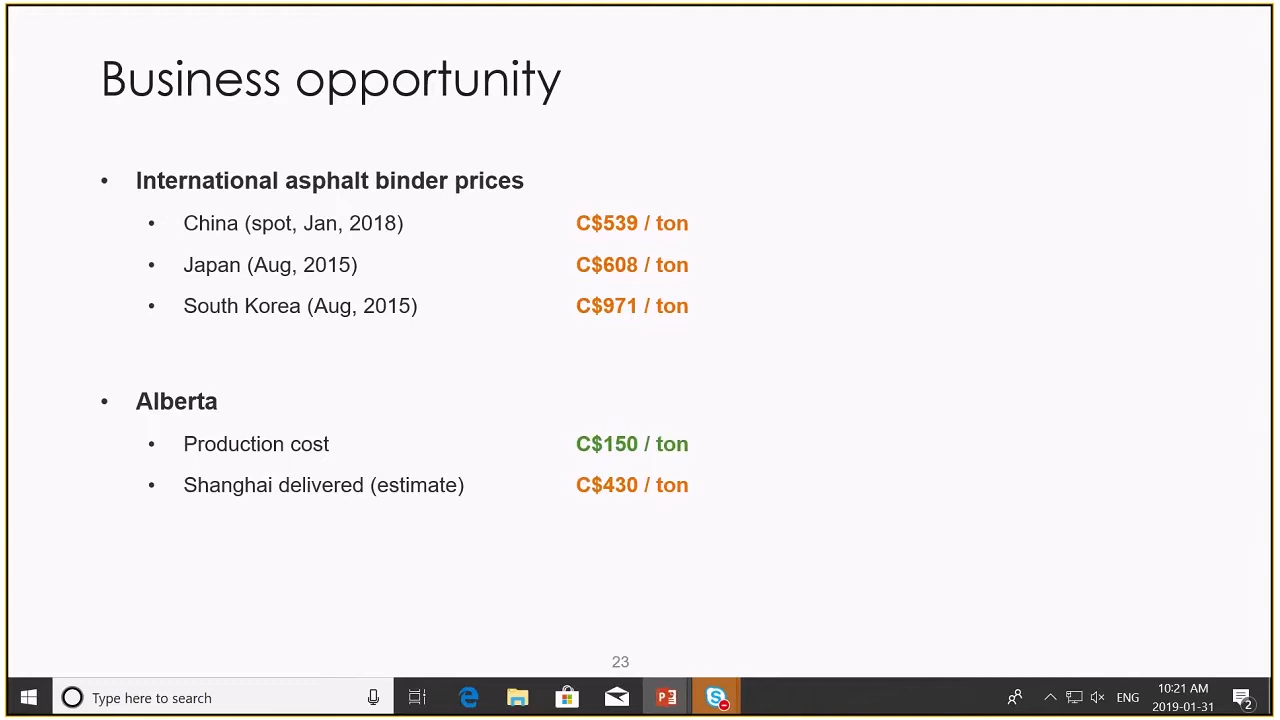 Business opportunity
• International asphalt binder prices
• China (spot, Jan, 2018) C$539 / ton
• Japan (Aug, 2015) C$608 / ton
• South Korea (Aug, 2015) C$971 / ton
• Alberta
• Production cost C$150 / ton
• Shanghai delivered (estimate) C$430 / ton
23
Type here to search
ENG
10:21 AM
2019-01-31
2